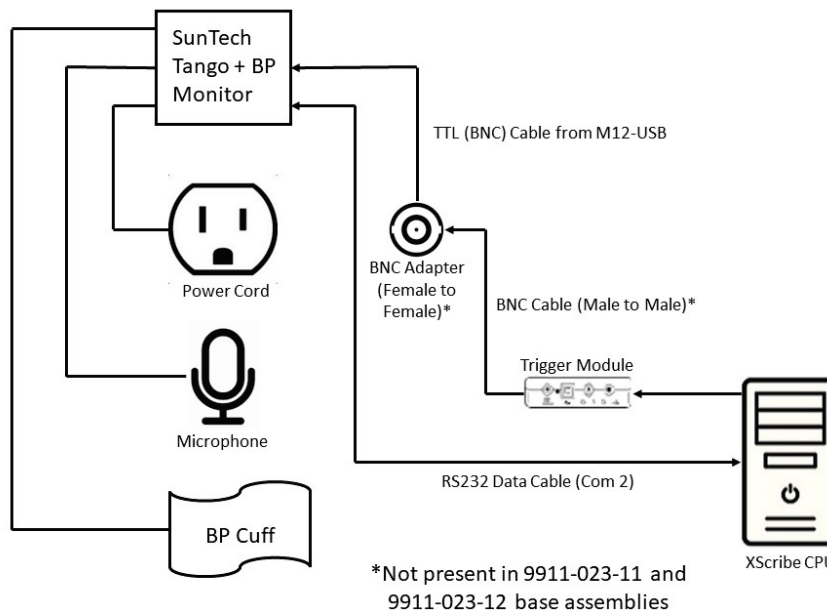 SunTech
Tango + BP
Monitor
TTL (BNC) Cable from M12-USB
BNC Adapter
(Female to
Female)*
Power Cord
BNC Cable (Male to Male)*
Trigger Module
Microphone
RS232 Data Cable (Com 2)
BP Cuff
XScribe CPU
*Not present in 9911-023-11 and
9911-023-12 base assemblies